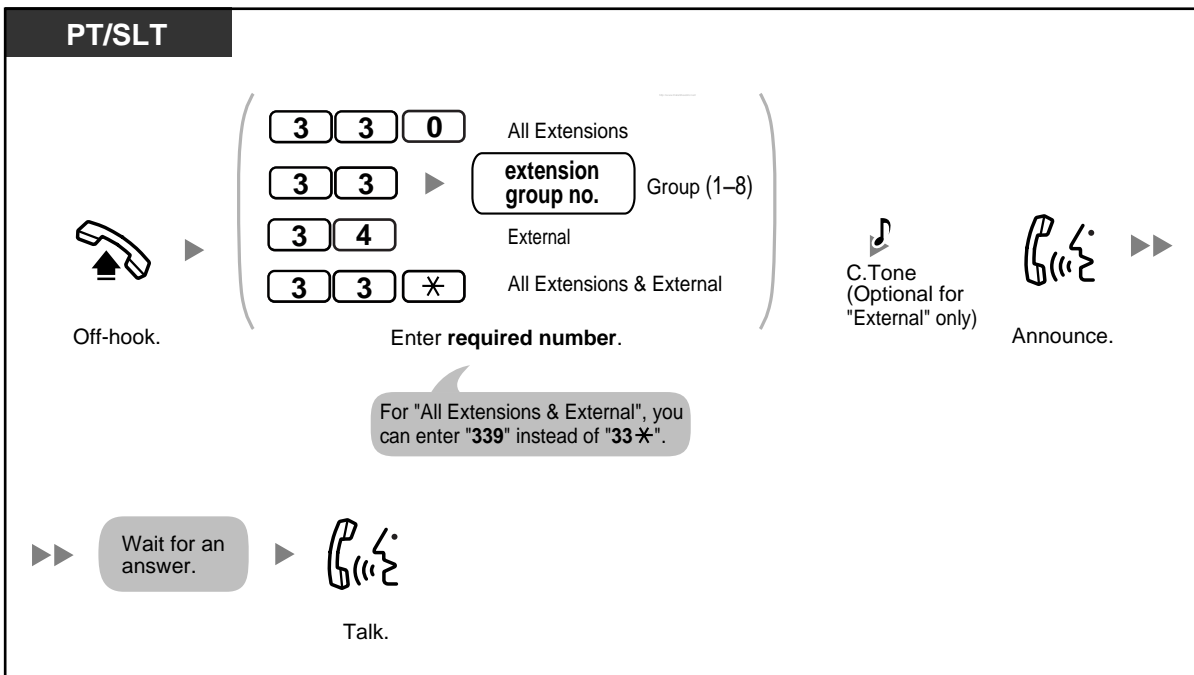 PT/SLT
3 3 0 All Extensions
3 3 extension group no. Group (1–8)
3 4 External
3 3 ✳ All Extensions & External
Off-hook.
Enter required number.
For "All Extensions & External", you
can enter "339" instead of "33✳".
C.Tone
(Optional for
"External" only)
Announce.
Wait for an
answer.
Talk.